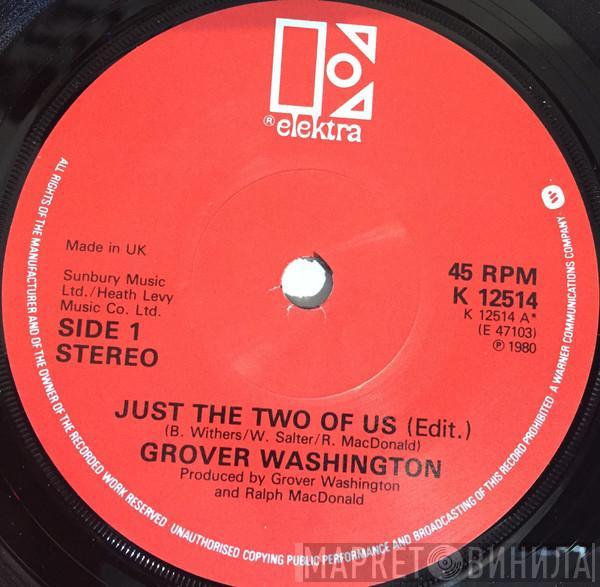 ® elektra
Made in UK
Sunbury Music
Ltd./Heath Levy
Music Co. Ltd.
SIDE 1
STEREO
45 RPM
K 12514
K 12514 A*
(E 47103)
℗ 1980
JUST THE TWO OF US (Edit.)
(B. Withers/W. Salter/R. MacDonald)
GROVER WASHINGTON
Produced by Grover Washington
and Ralph MacDonald
ALL RIGHTS OF THE MANUFACTURER AND OF THE OWNER OF THE RECORDED WORK RESERVED. UNAUTHORISED COPYING PUBLIC PERFORMANCE AND BROADCASTING OF THIS RECORD PROHIBITED. A WARNER COMMUNICATIONS COMPANY
МАРКЕТ ВИНИЛА